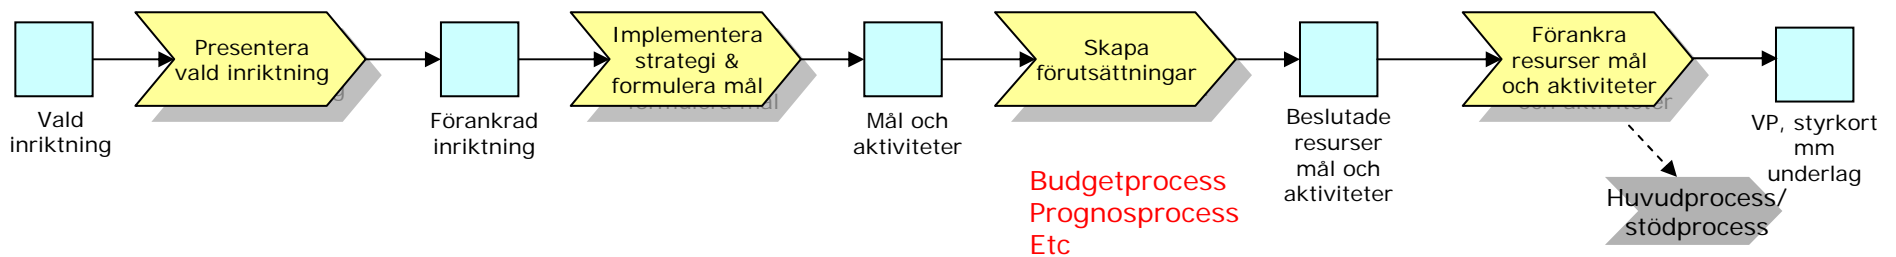 Vald
inriktning
Presentera
vald inriktning
Förankrad
inriktning
Implementera
strategi &
formulera mål
Mål och
aktiviteter
Skapa
förutsättningar
Budgetprocess
Prognosprocess
Etc
Beslutade
resurser
mål och
aktiviteter
Förankra
resurser mål
och aktiviteter
Huvudprocess/
stödprocess
VP, styrkort
mm
underlag